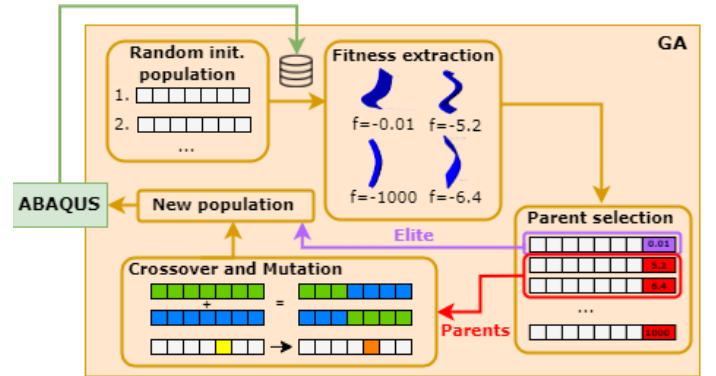 GA
Random init.
population
1.
2.
...
Fitness extraction
f=-0.01
f=-5.2
f=-1000
f=-6.4
ABAQUS
New population
Elite
Parent selection
0.01
5.2
6.4
...
1000
Crossover and Mutation
+
=
Parents